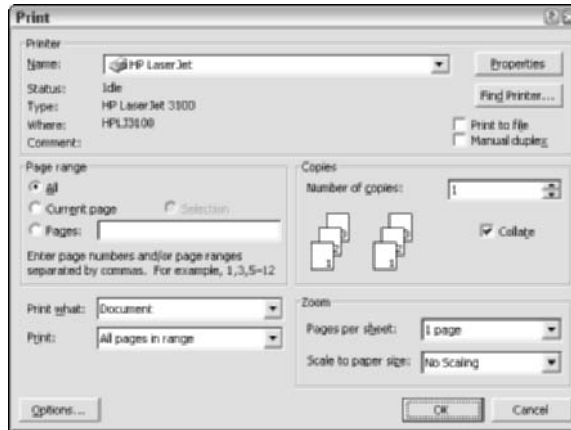 Print
Printer
Name: HP LaserJet
Properties
Status: Idle
Type: HP LaserJet 3100
Where: HPLJ3100
Comment:
Find Printer...
Print to file
Manual duplex
Page range
All
Current page Selection
Pages:
Enter page numbers and/or page ranges
separated by commas. For example, 1,3,5-12
Copies
Number of copies: 1
Collate
Print what: Document
Print: All pages in range
Zoom
Pages per sheet: 1 page
Scale to paper size: No Scaling
Options...
OK
Cancel